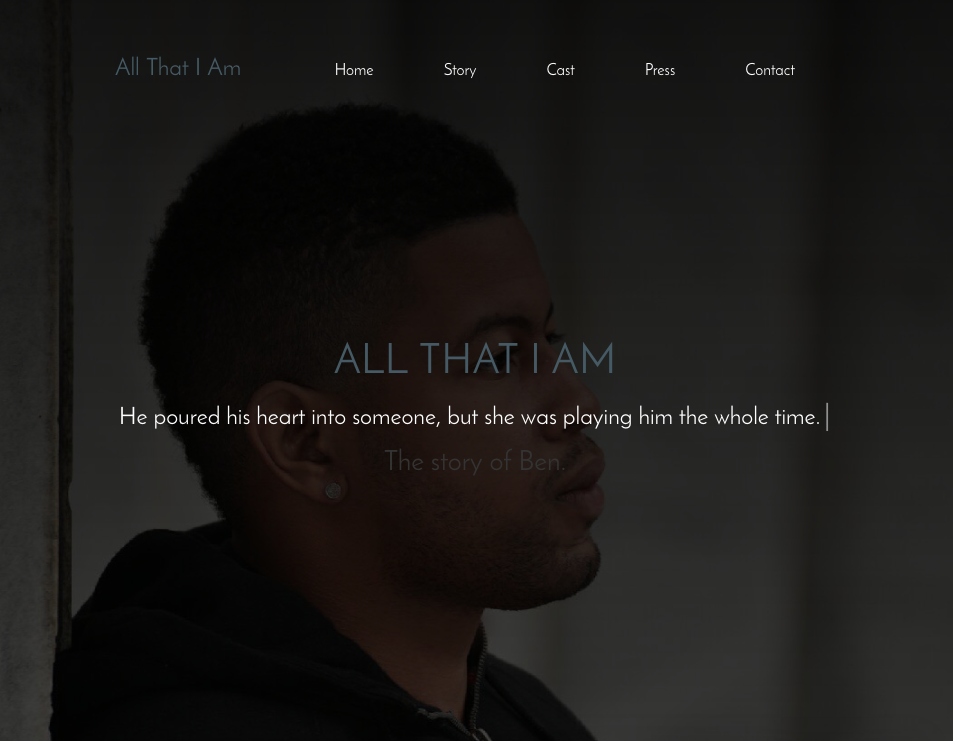 All That I Am
Home Story Cast Press Contact
ALL THAT I AM
He poured his heart into someone, but she was playing him the whole time.
The story of Ben.